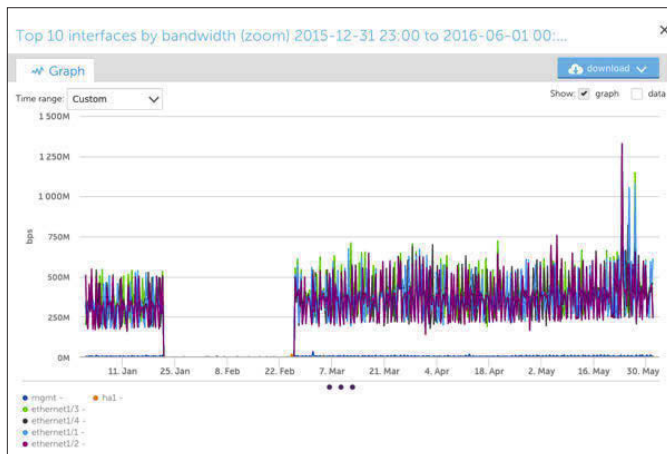 Top 10 interfaces by bandwidth (zoom) 2015-12-31 23:00 to 2016-06-01 00:...
Graph
download
Time range: Custom
Show: graph data
1 500M
1 250M
1 000M
750M
500M
250M
0M
bps
11. Jan 25. Jan 8. Feb 22. Feb 7. Mar 21. Mar 4. Apr 18. Apr 2. May 16. May 30. May
mgmt - ha1 -
ethernet1/3 -
ethernet1/4 -
ethernet1/1 -
ethernet1/2 -